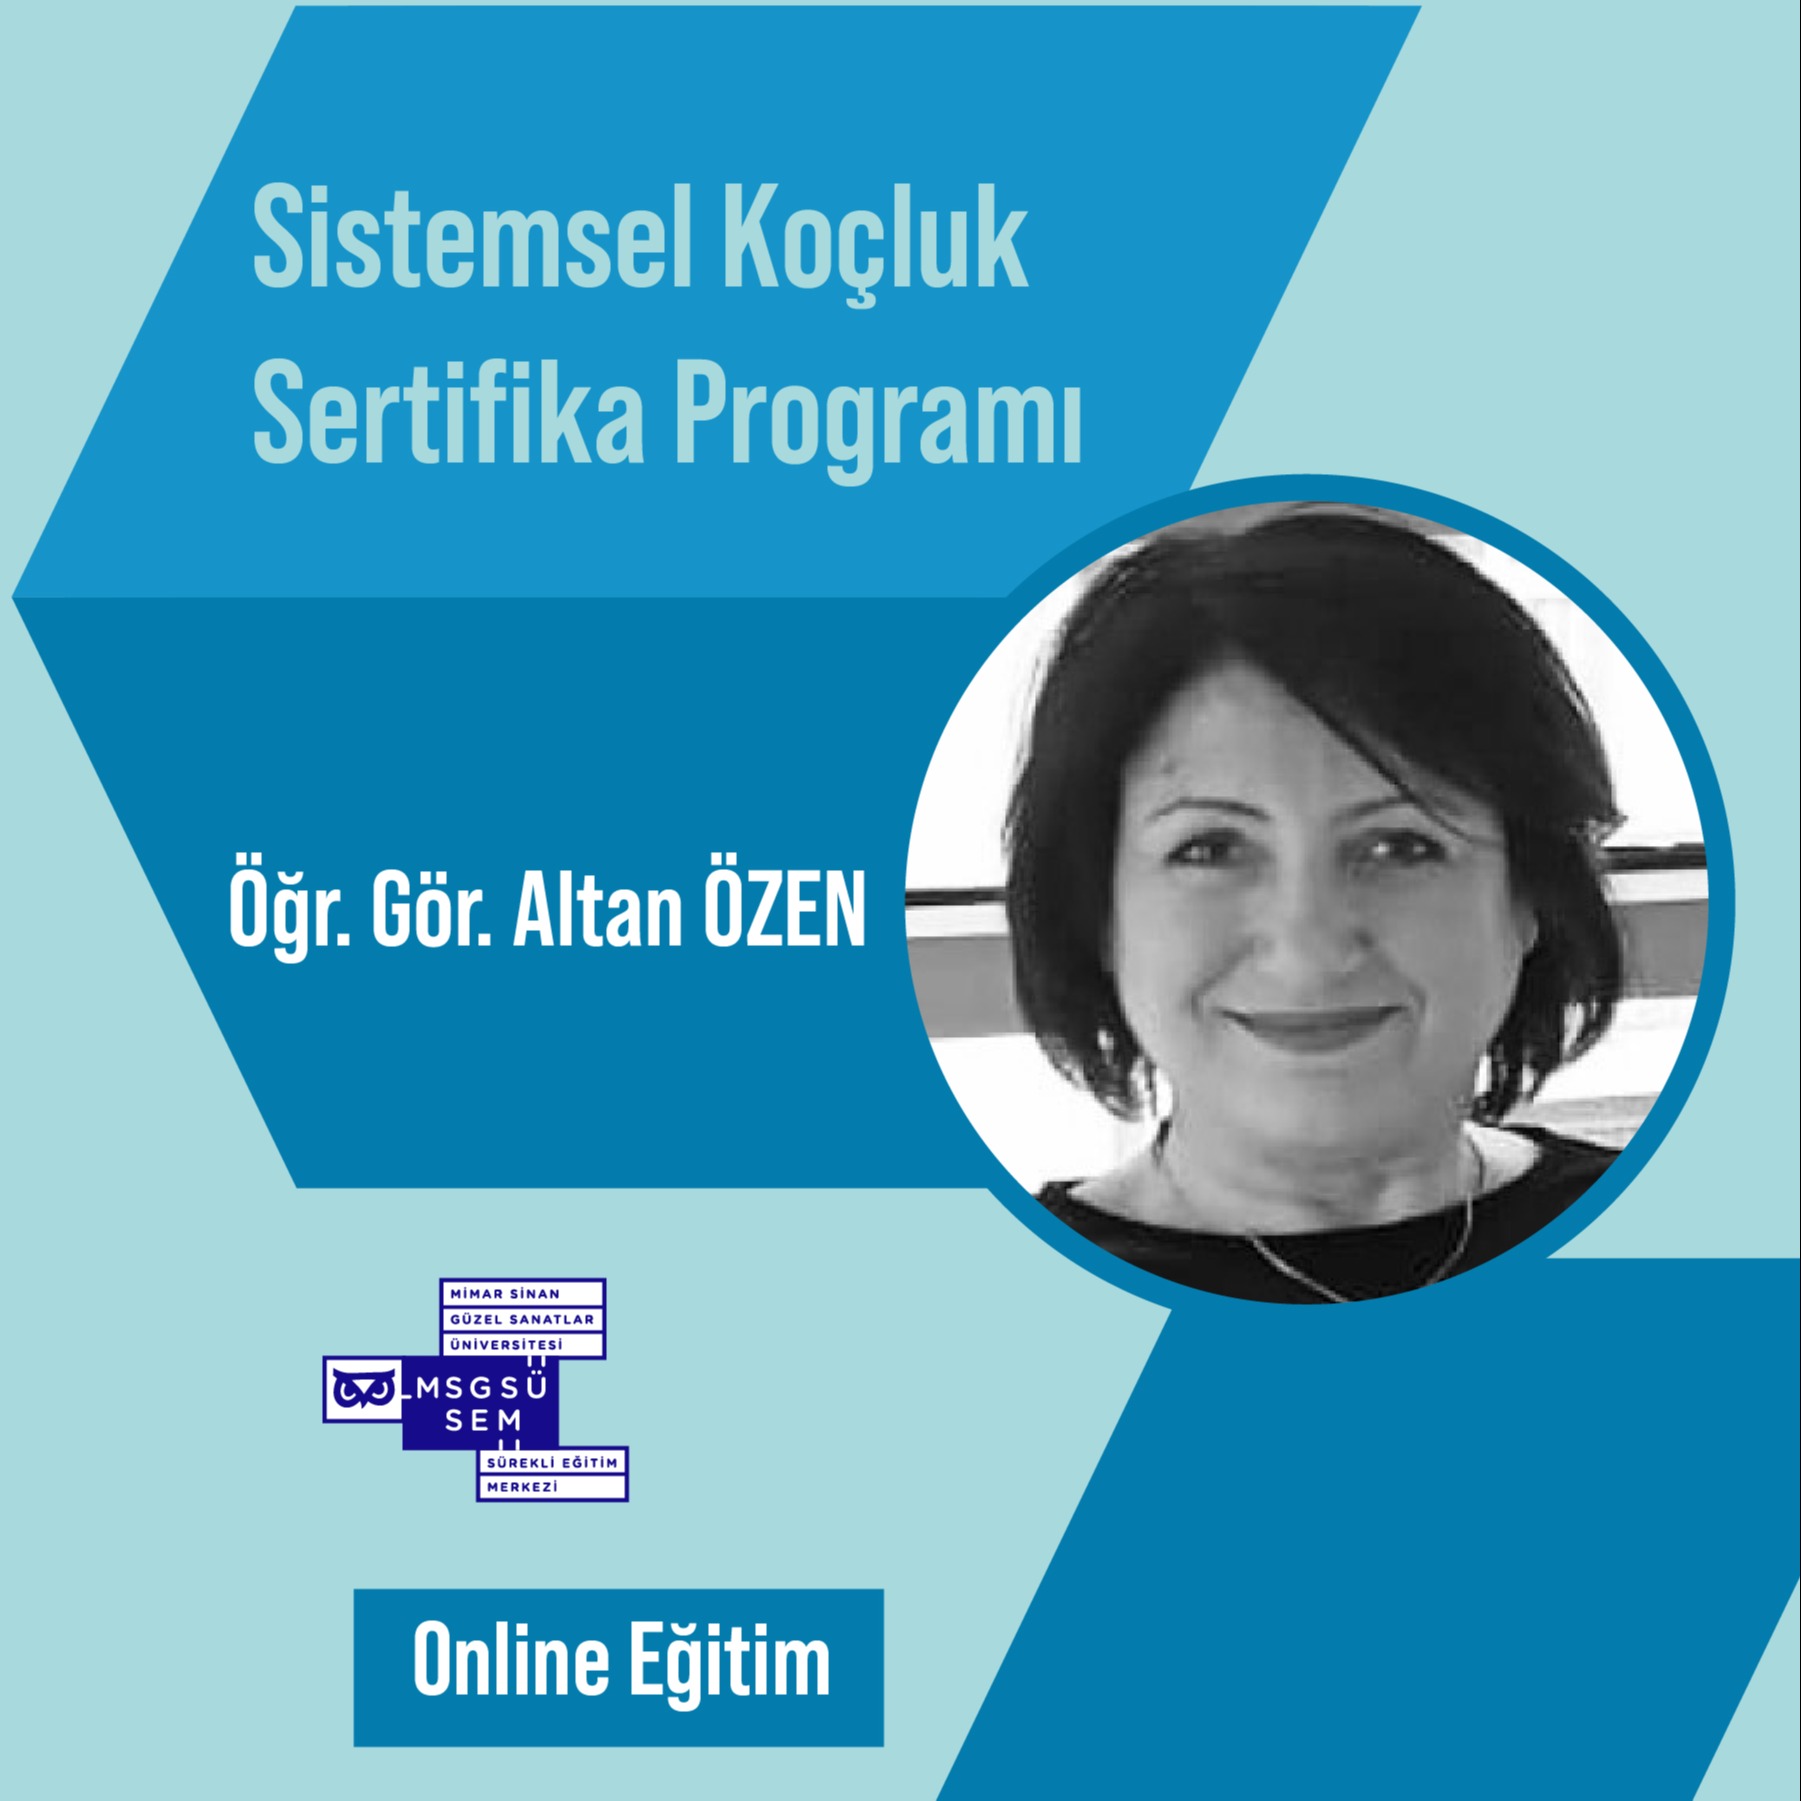 Sistemsel Koçluk
Sertifika Programı
Öğr. Gör. Altan ÖZEN
MİMAR SİNAN
GÜZEL SANATLAR
ÜNİVERSİTESİ
MSGSÜ
SEM
SÜREKLİ EĞİTİM
MERKEZİ
Online Eğitim